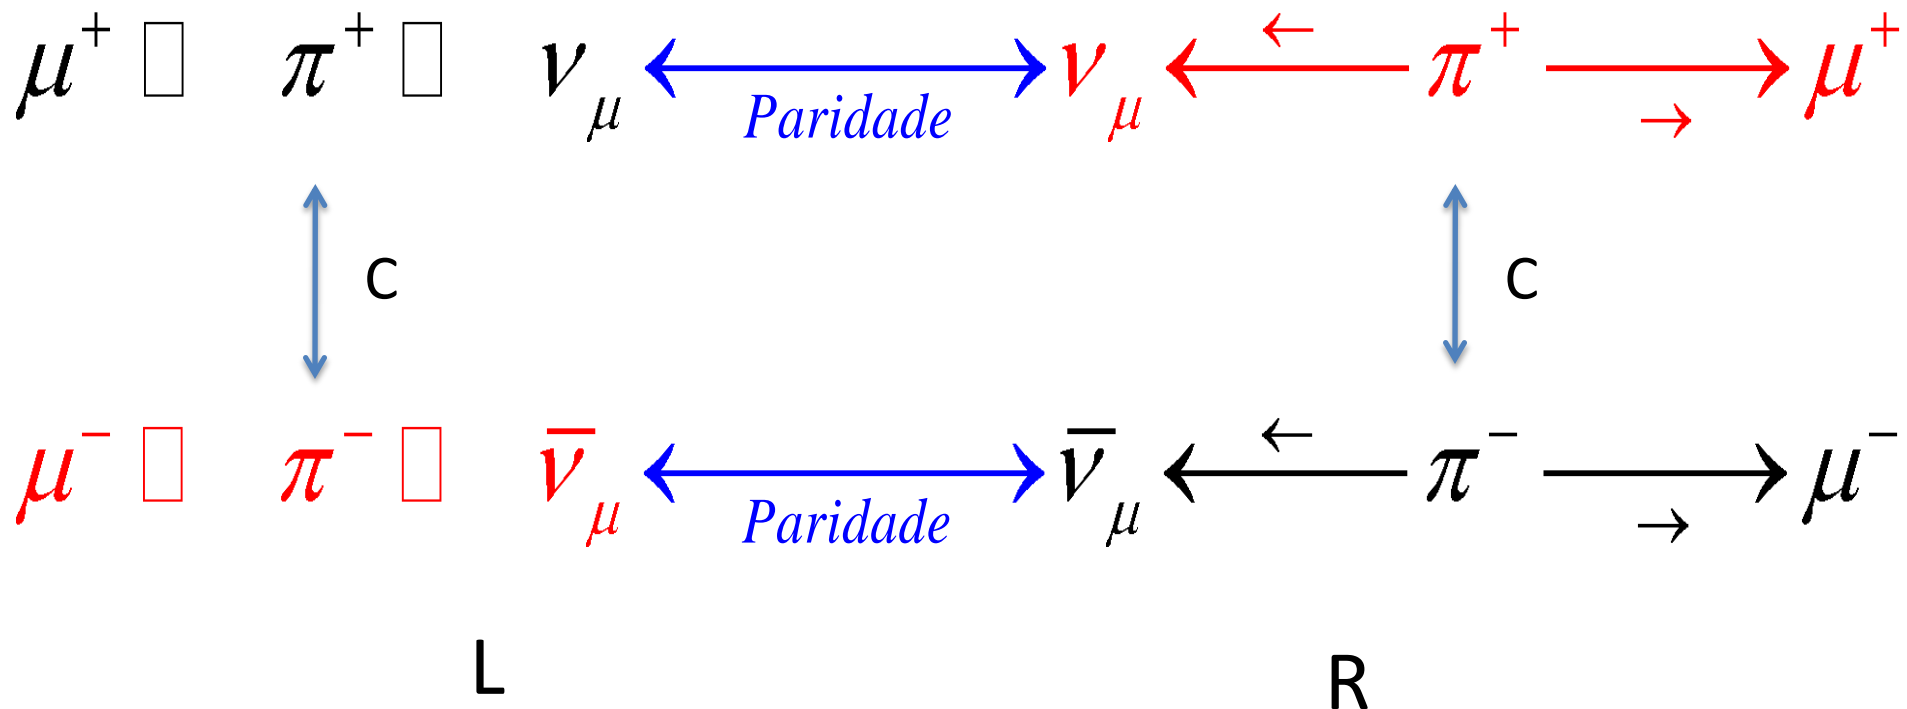 μ⁺ □ π⁺ □ ν_μ ⟷ ν_μ ← π⁺ → μ⁺
Paridade
C C
μ⁻ □ π⁻ □ ν̅_μ ⟷ ν̅_μ ← π⁻ → μ⁻
Paridade
L R